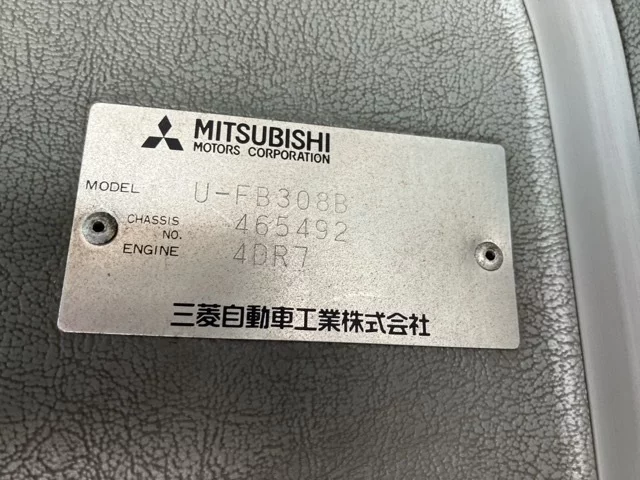 MITSUBISHI
MOTORS CORPORATION
MODEL U-FB308B
CHASSIS NO. 465492
ENGINE 4DR7
三菱自動車工業株式会社